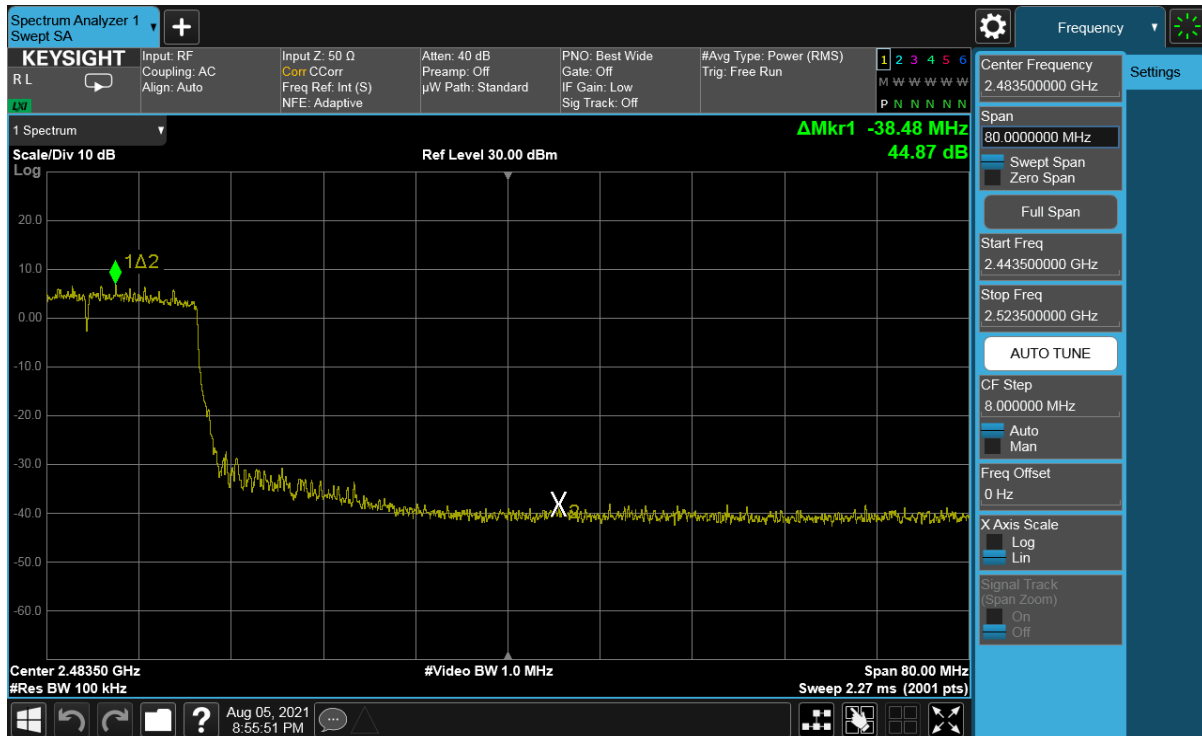 Spectrum Analyzer 1
Swept SA
Frequency
KEYSIGHT
R L
LXI
Input: RF
Coupling: AC
Align: Auto
Input Z: 50 Ω
Corr CCorr
Freq Ref: Int (S)
NFE: Adaptive
Atten: 40 dB
Preamp: Off
µW Path: Standard
PNO: Best Wide
Gate: Off
IF Gain: Low
Sig Track: Off
#Avg Type: Power (RMS)
Trig: Free Run
1 2 3 4 5 6
M W W W W W
P N N N N N
1 Spectrum
Scale/Div 10 dB
Log
Ref Level 30.00 dBm
ΔMkr1 -38.48 MHz
44.87 dB
20.0
10.0
0.00
-10.0
-20.0
-30.0
-40.0
-50.0
-60.0
1Δ2
X2
Center 2.48350 GHz
#Res BW 100 kHz
#Video BW 1.0 MHz
Span 80.00 MHz
Sweep 2.27 ms (2001 pts)
?
Aug 05, 2021
8:55:51 PM
Center Frequency
2.483500000 GHz
Settings
Span
80.0000000 MHz
Swept Span
Zero Span
Full Span
Start Freq
2.443500000 GHz
Stop Freq
2.523500000 GHz
AUTO TUNE
CF Step
8.000000 MHz
Auto
Man
Freq Offset
0 Hz
X Axis Scale
Log
Lin
Signal Track
(Span Zoom)
On
Off